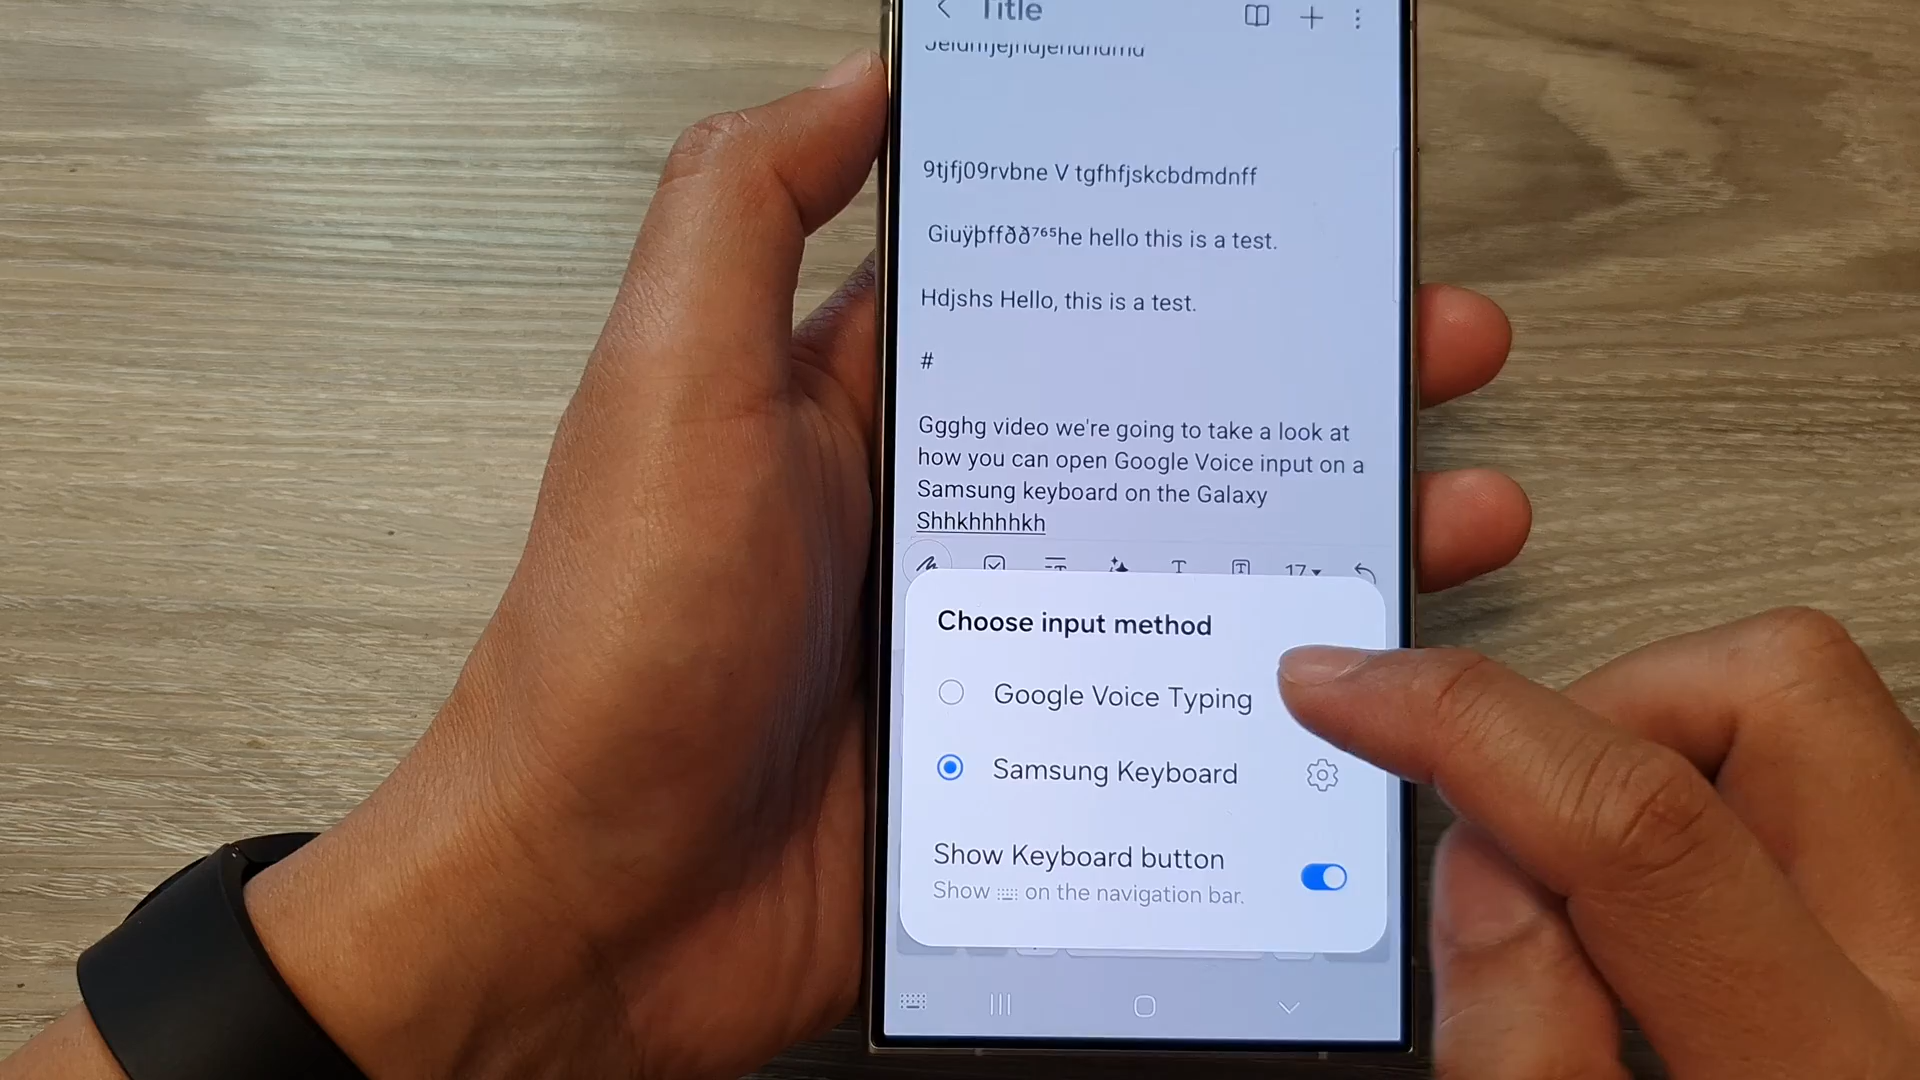 Title
9tjfj09rvbne V tgfhfjskcbdmdnff
Giuÿþffðð⁷⁶⁵he hello this is a test.
Hdjshs Hello, this is a test.
#
Ggghg video we're going to take a look at
how you can open Google Voice input on a
Samsung keyboard on the Galaxy
Shhkhhhhkh
17
Choose input method
Google Voice Typing
Samsung Keyboard
Show Keyboard button
Show on the navigation bar.